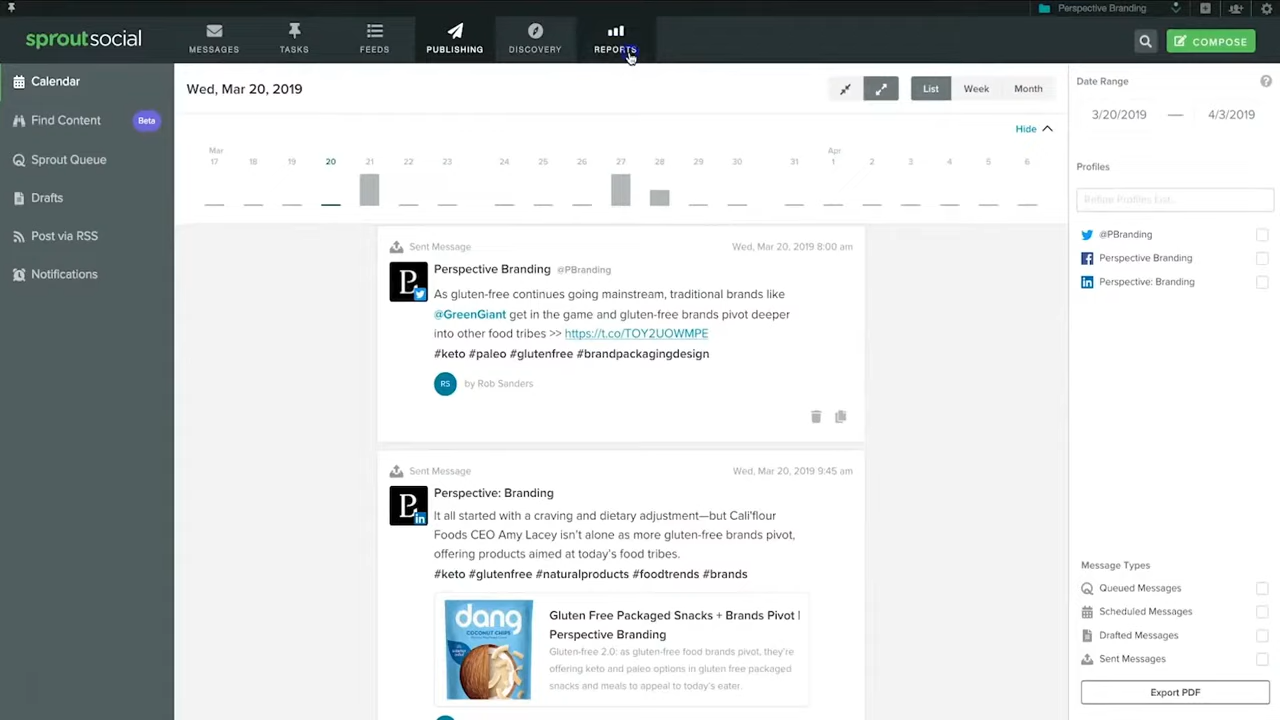 Perspective Branding
sproutsocial
MESSAGES
TASKS
FEEDS
PUBLISHING
DISCOVERY
REPORTS
COMPOSE
Calendar
Find Content
Beta
Sprout Queue
Drafts
Post via RSS
Notifications
Wed, Mar 20, 2019
List
Week
Month
Hide
Mar
Apr
17 18 19 20 21 22 23 24 25 26 27 28 29 30 31 1 2 3 4 5 6
Sent Message
Wed, Mar 20, 2019 8:00 am
Perspective Branding @PBranding
As gluten-free continues going mainstream, traditional brands like
@GreenGiant get in the game and gluten-free brands pivot deeper
into other food tribes >> https://t.co/TOY2UOWMPE
#keto #paleo #glutenfree #brandpackagingdesign
RS
by Rob Sanders
Sent Message
Wed, Mar 20, 2019 9:45 am
Perspective: Branding
It all started with a craving and dietary adjustment—but Cali'flour
Foods CEO Amy Lacey isn't alone as more gluten-free brands pivot,
offering products aimed at today's food tribes.
#keto #glutenfree #naturalproducts #foodtrends #brands
dang
COCONUT CHIPS
Gluten Free Packaged Snacks + Brands Pivot |
Perspective Branding
Gluten-free 2.0: as gluten-free food brands pivot, they're
offering keto and paleo options in gluten free packaged
snacks and meals to appeal to today's eater.
Date Range
3/20/2019 — 4/3/2019
Profiles
Refine Profiles List...
@PBranding
Perspective Branding
Perspective: Branding
Message Types
Queued Messages
Scheduled Messages
Drafted Messages
Sent Messages
Export PDF